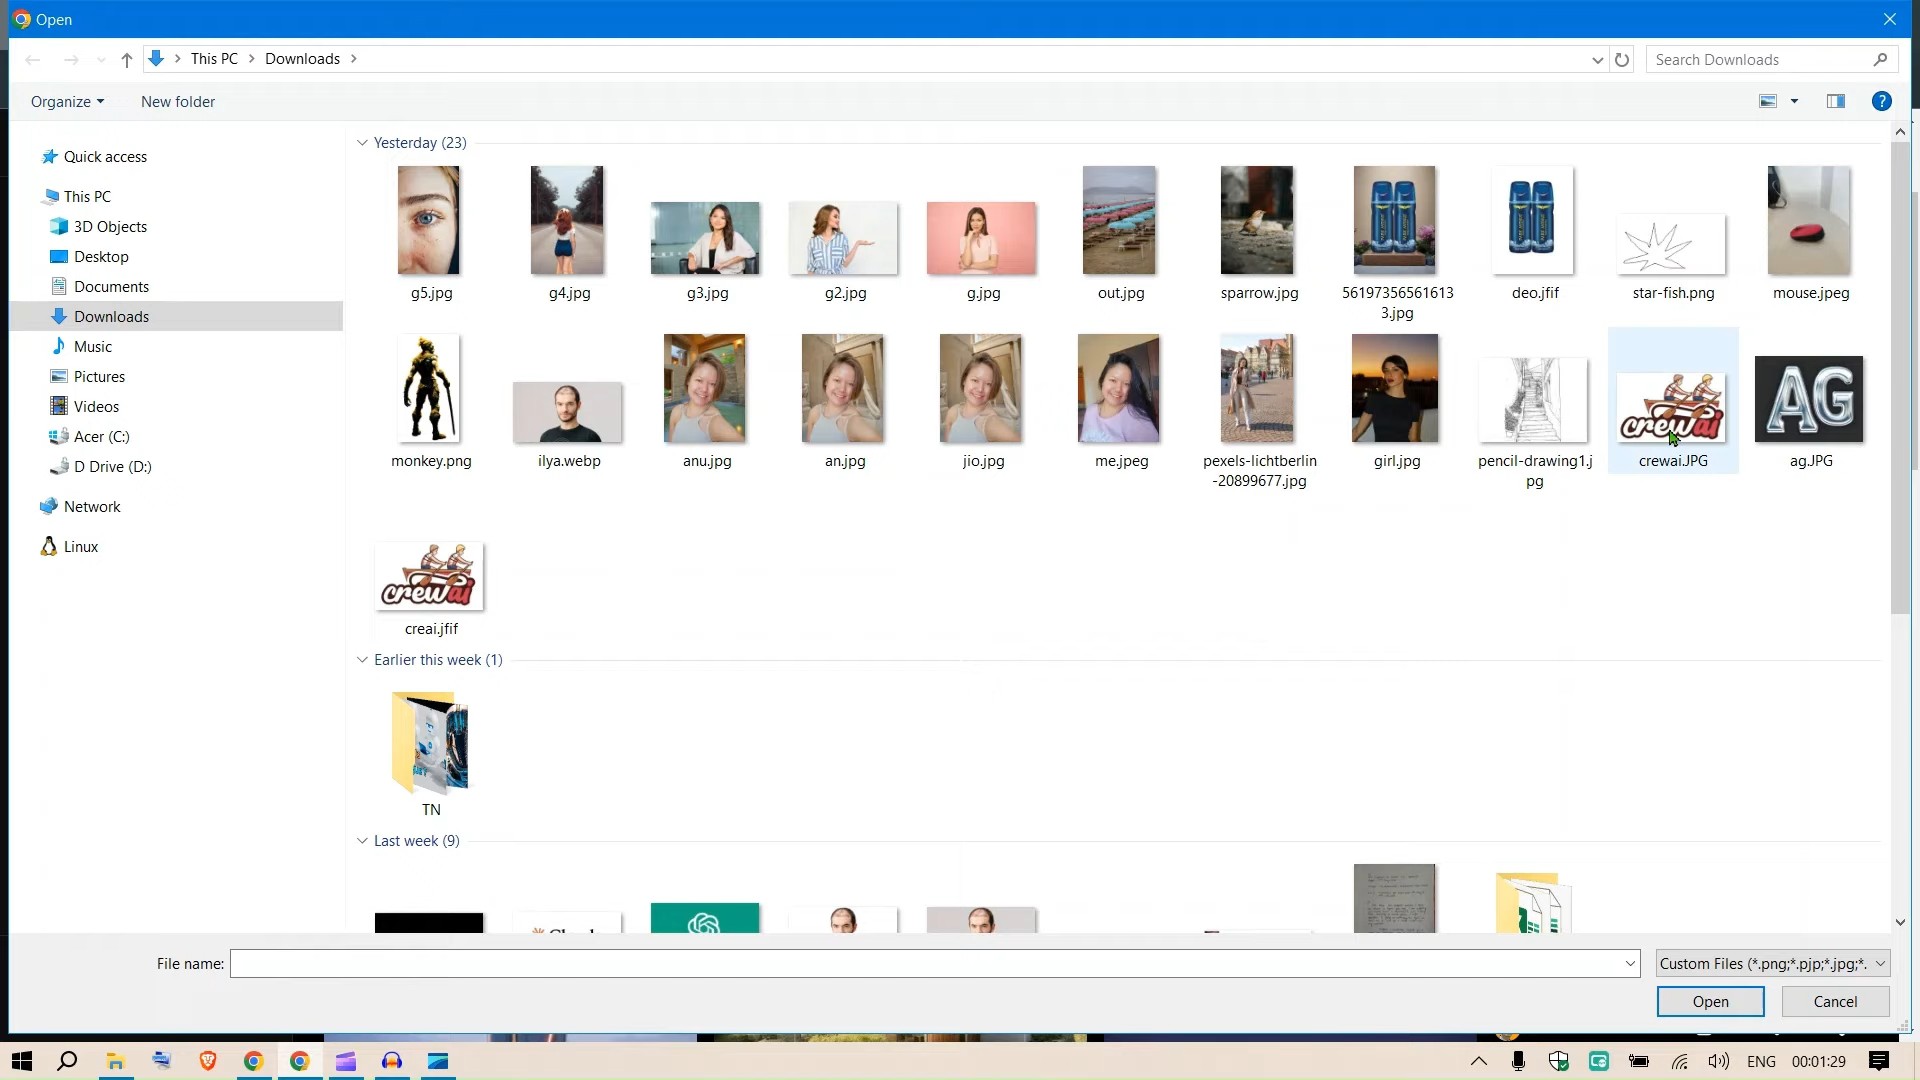 Open
This PC
Downloads
Search Downloads
Organize
New folder
?
Quick access
This PC
3D Objects
Desktop
Documents
Downloads
Music
Pictures
Videos
Acer (C:)
D Drive (D:)
Network
Linux
Yesterday (23)
g5.jpg
g4.jpg
g3.jpg
g2.jpg
g.jpg
out.jpg
sparrow.jpg
56197356561613
3.jpg
deo.jfif
star-fish.png
mouse.jpeg
crewai
AG
monkey.png
ilya.webp
anu.jpg
an.jpg
jio.jpg
me.jpeg
pexels-lichtberlin
-20899677.jpg
girl.jpg
pencil-drawing1.j
pg
crewai.JPG
ag.JPG
crewai
creai.jfif
Earlier this week (1)
TN
Last week (9)
File name:
Custom Files (*.png;*.pjp;*.jpg;*.
Open
Cancel
ENG
00:01:29